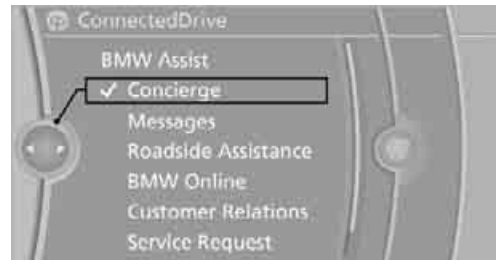 ConnectedDrive
BMW Assist
✓ Concierge
Messages
Roadside Assistance
BMW Online
Customer Relations
Service Request